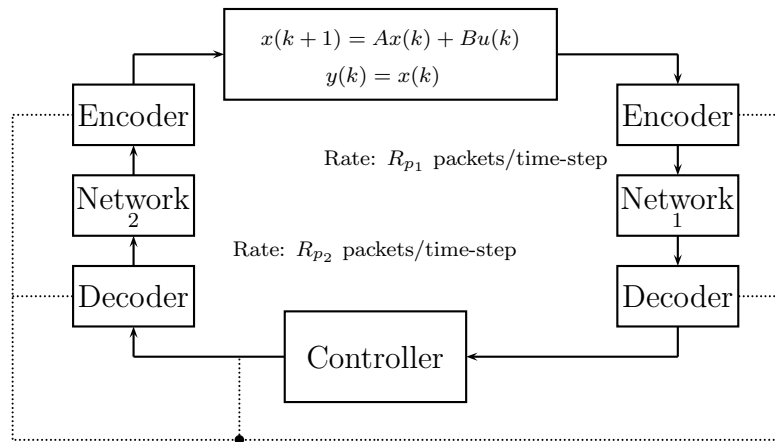 x(k + 1) = Ax(k) + Bu(k)
y(k) = x(k)
Encoder
Encoder
Rate: R_{p_1} packets/time-step
Network
2
Network
1
Rate: R_{p_2} packets/time-step
Decoder
Decoder
Controller